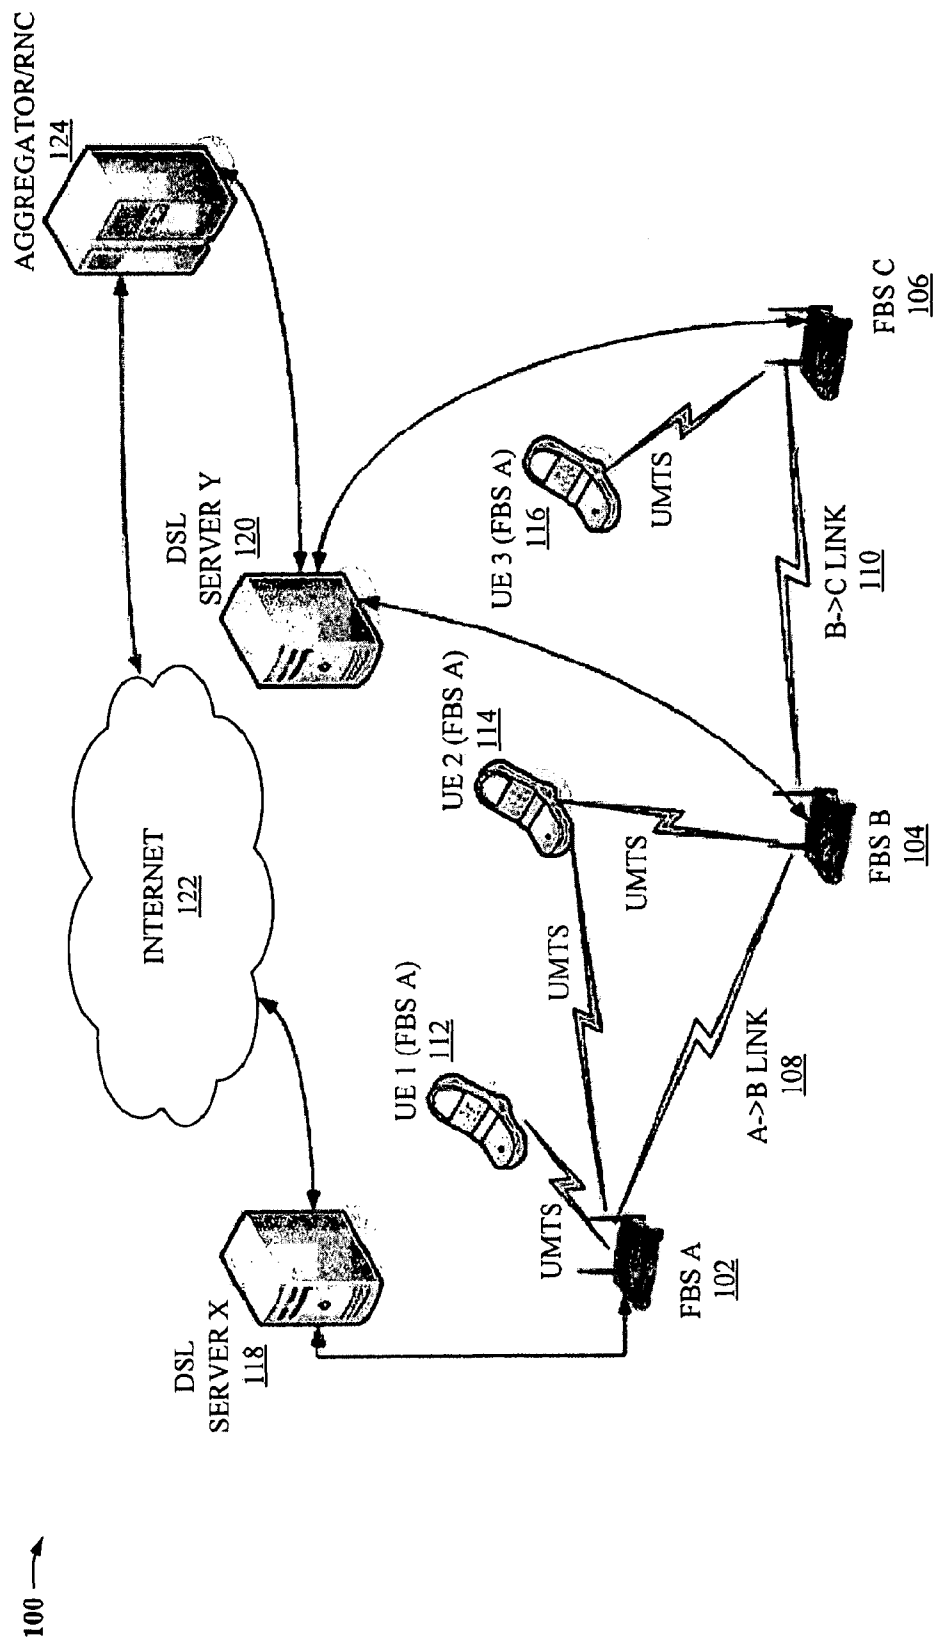 100
AGGREGATOR/RNC
124
INTERNET
122
DSL
SERVER X
118
DSL
SERVER Y
120
UE 1 (FBS A)
112
UE 2 (FBS A)
114
UE 3 (FBS A)
116
UMTS
UMTS
UMTS
UMTS
A->B LINK
108
B->C LINK
110
FBS A
102
FBS B
104
FBS C
106